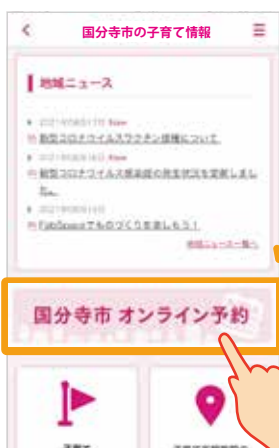 国分寺市の子育て情報
地域ニュース
新型コロナウイルスワクチン接種について
新型コロナウイルス感染症の発生状況を更新しまし
た。
FabSpaceでものづくりを楽しもう！
地域ニュース一覧へ
国分寺市 オンライン予約